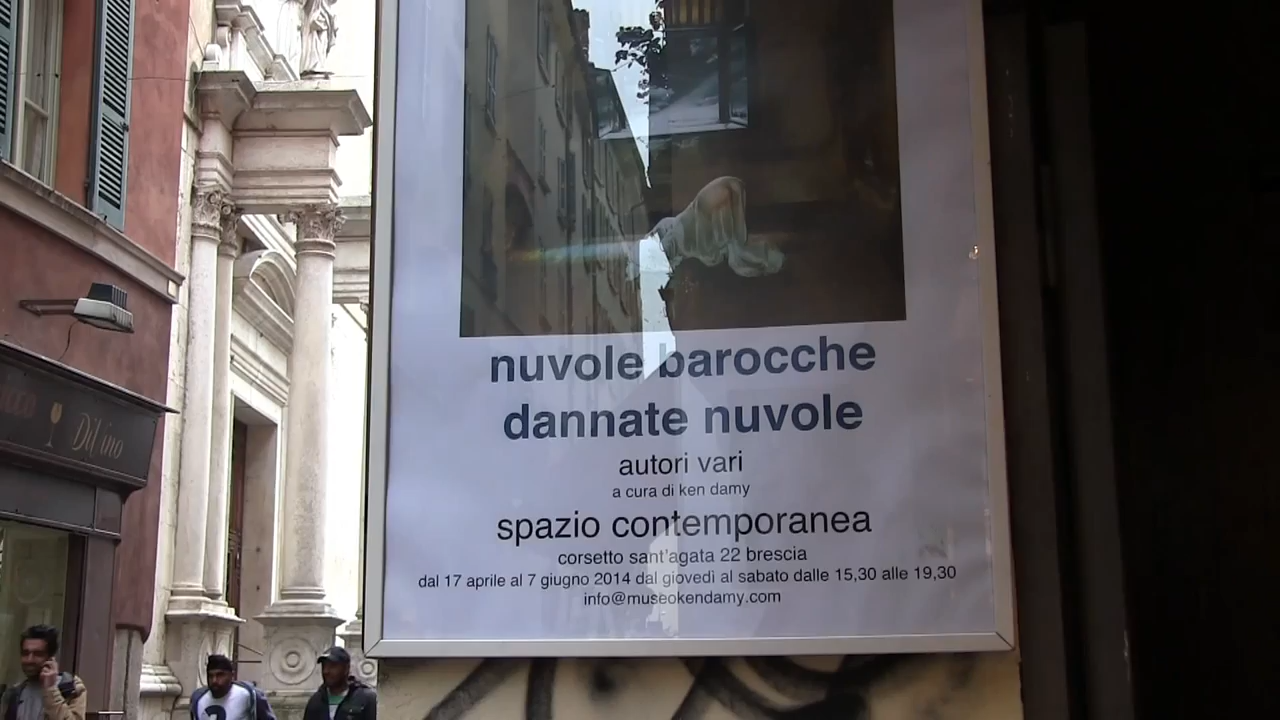 nuvole barocche
dannate nuvole
autori vari
a cura di ken damy
spazio contemporanea
corsetto sant'agata 22 brescia
dal 17 aprile al 7 giugno 2014 dal giovedì al sabato dalle 15,30 alle 19,30
info@museokendamy.com
DiVino